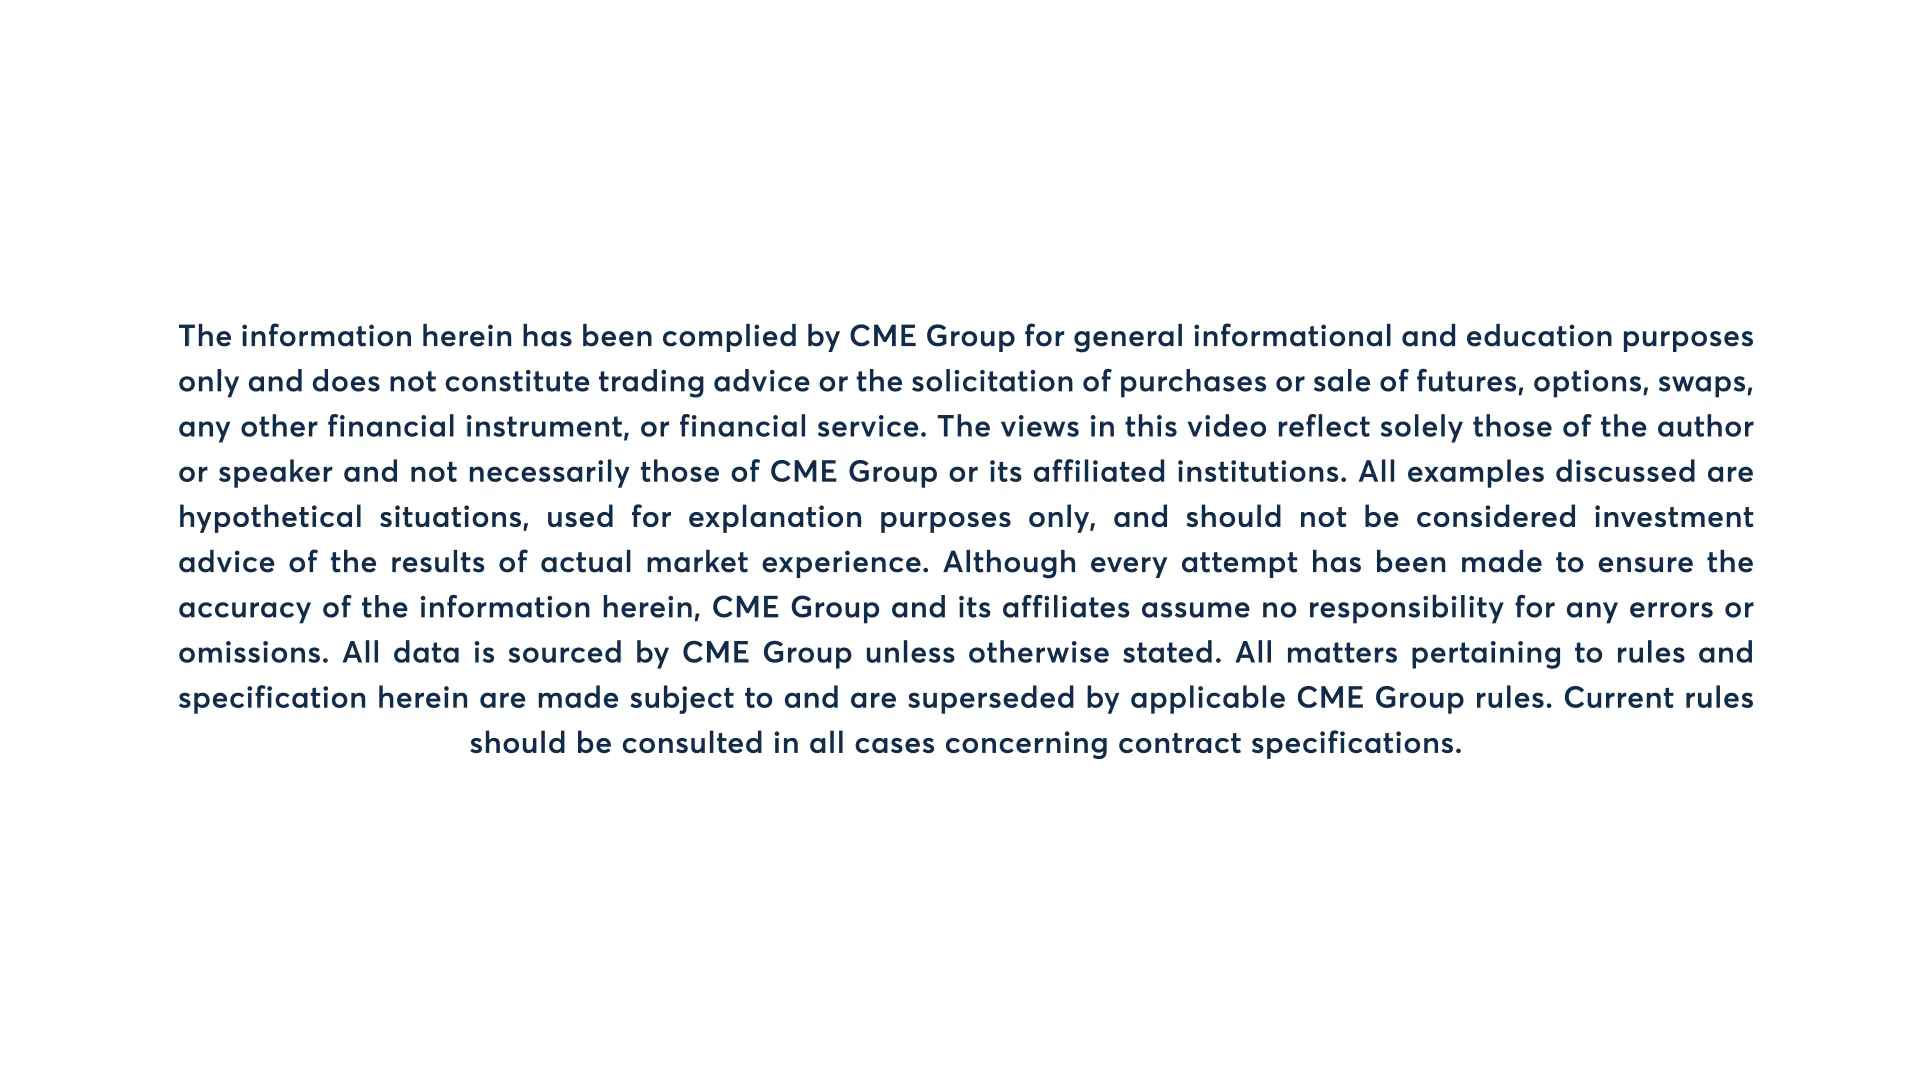 The information herein has been complied by CME Group for general informational and education purposes
only and does not constitute trading advice or the solicitation of purchases or sale of futures, options, swaps,
any other financial instrument, or financial service. The views in this video reflect solely those of the author
or speaker and not necessarily those of CME Group or its affiliated institutions. All examples discussed are
hypothetical situations, used for explanation purposes only, and should not be considered investment
advice of the results of actual market experience. Although every attempt has been made to ensure the
accuracy of the information herein, CME Group and its affiliates assume no responsibility for any errors or
omissions. All data is sourced by CME Group unless otherwise stated. All matters pertaining to rules and
specification herein are made subject to and are superseded by applicable CME Group rules. Current rules
should be consulted in all cases concerning contract specifications.